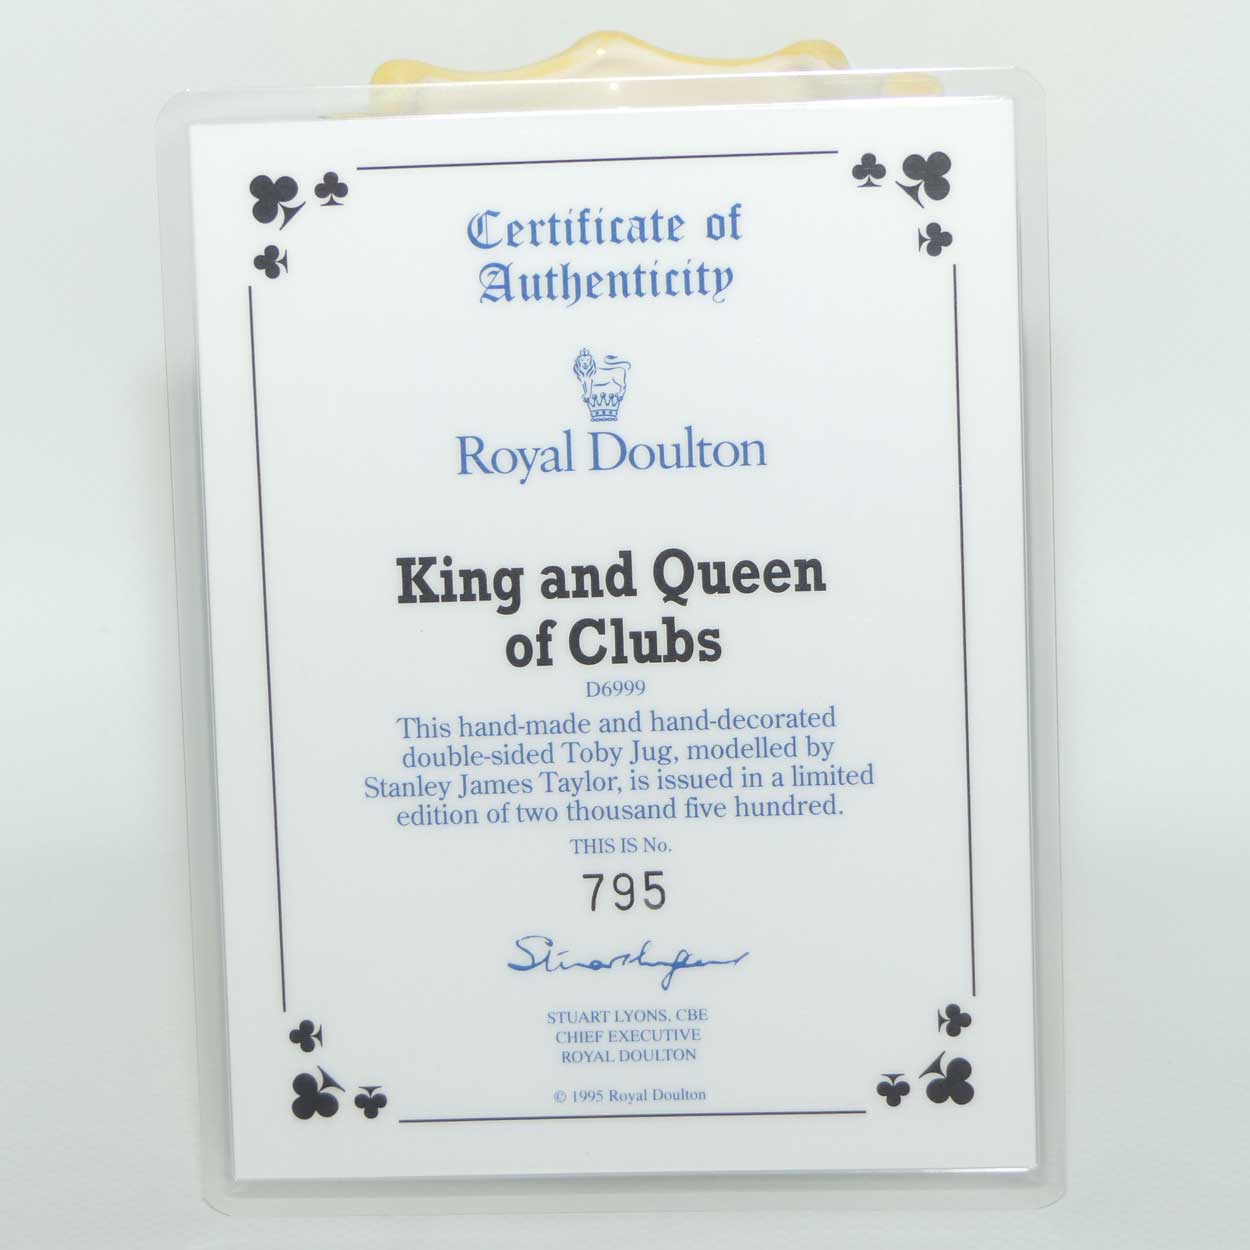 Certificate of
Authenticity
Royal Doulton
King and Queen
of Clubs
D6999
This hand-made and hand-decorated
double-sided Toby Jug, modelled by
Stanley James Taylor, is issued in a limited
edition of two thousand five hundred.
THIS IS No.
795
Stuart Lyons
STUART LYONS, CBE
CHIEF EXECUTIVE
ROYAL DOULTON
© 1995 Royal Doulton